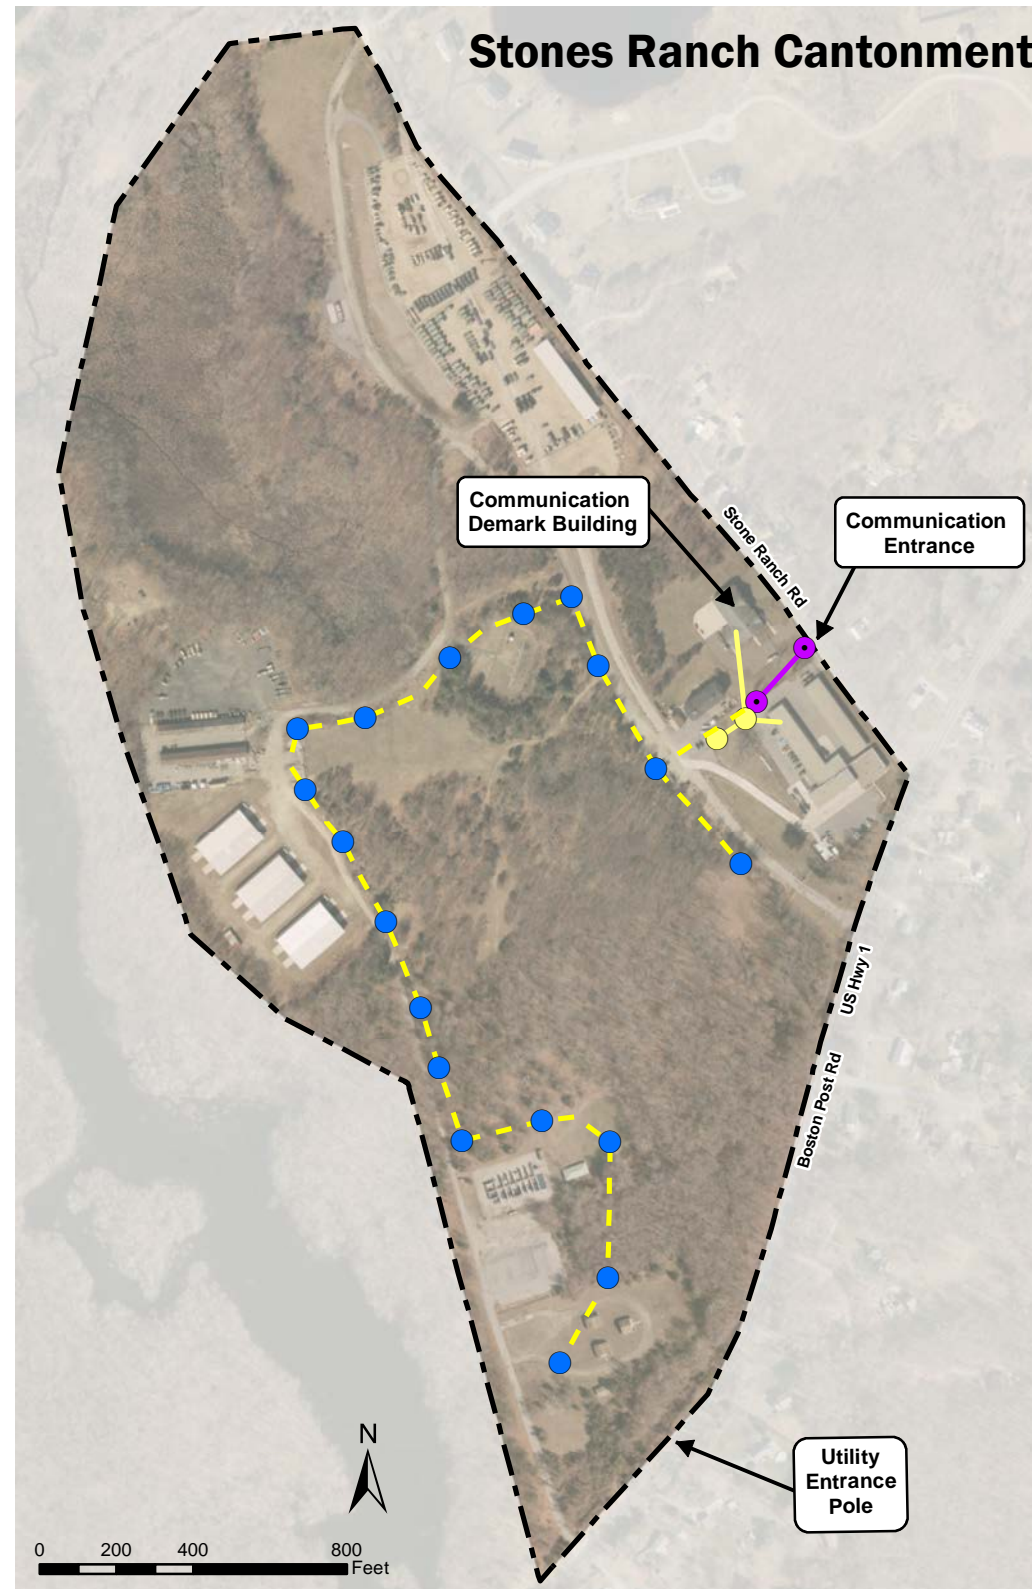 Stones Ranch Cantonment
Communication
Demark Building
Stone Ranch Rd
Communication
Entrance
US Hwy 1
Boston Post Rd
Utility
Entrance
Pole
N
0 200 400 800
Feet